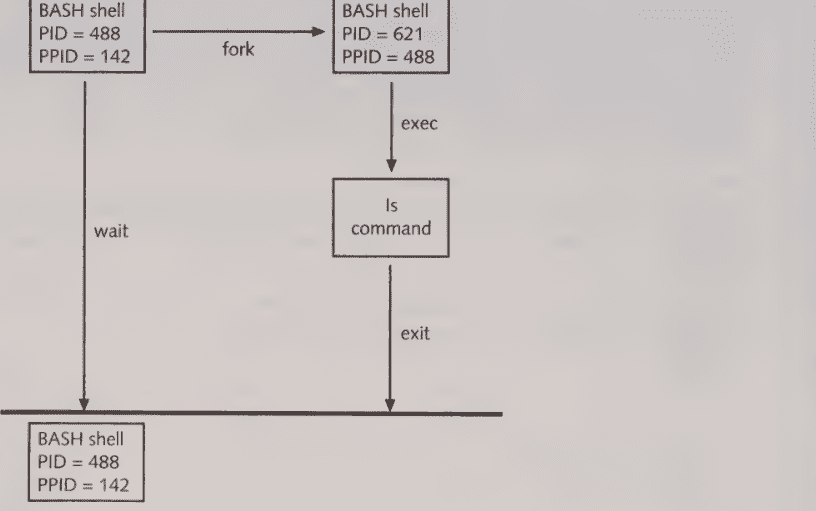 BASH shell
PID = 488
PPID = 142
fork
BASH shell
PID = 621
PPID = 488
exec
ls
command
wait
exit
BASH shell
PID = 488
PPID = 142